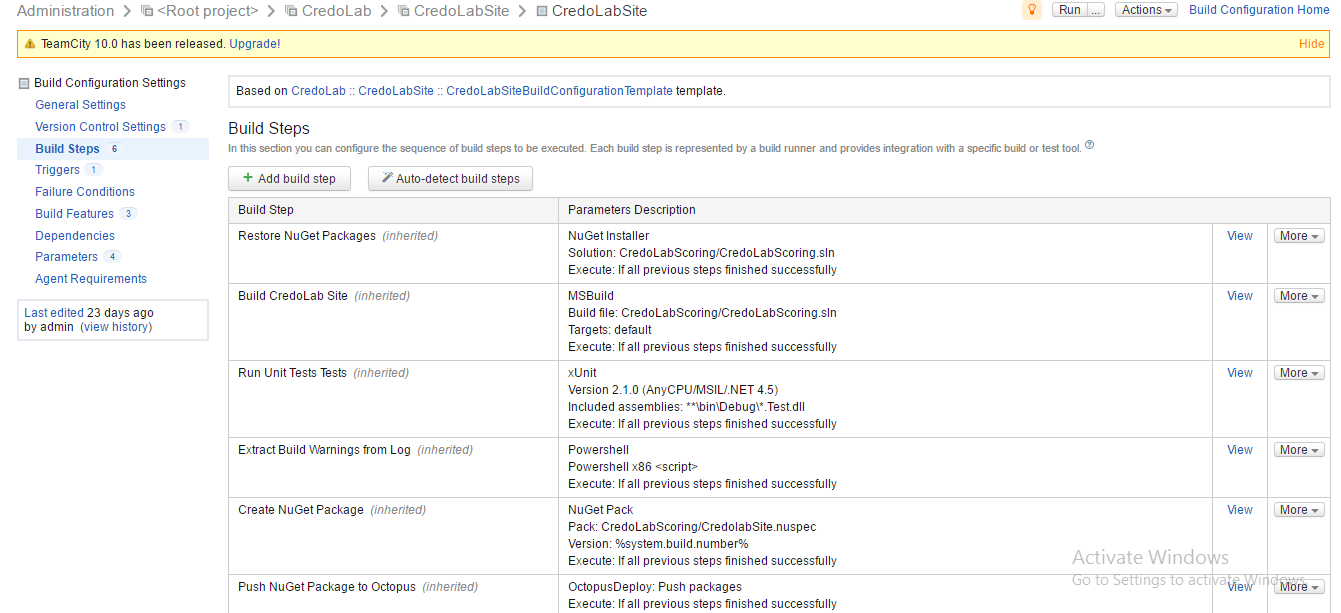 Administration > <Root project> > CredoLab > CredoLabSite > CredoLabSite
Run ... Actions Build Configuration Home
TeamCity 10.0 has been released. Upgrade! Hide
Build Configuration Settings
General Settings
Version Control Settings 1
Build Steps 6
Triggers 1
Failure Conditions
Build Features 3
Dependencies
Parameters 4
Agent Requirements
Last edited 23 days ago
by admin (view history)
Based on CredoLab :: CredoLabSite :: CredoLabSiteBuildConfigurationTemplate template.
Build Steps
In this section you can configure the sequence of build steps to be executed. Each build step is represented by a build runner and provides integration with a specific build or test tool. ?
+ Add build step Auto-detect build steps
Build Step Parameters Description
Restore NuGet Packages (inherited) NuGet Installer View More
Solution: CredoLabScoring/CredoLabScoring.sln
Execute: If all previous steps finished successfully
Build CredoLab Site (inherited) MSBuild View More
Build file: CredoLabScoring/CredoLabScoring.sln
Targets: default
Execute: If all previous steps finished successfully
Run Unit Tests Tests (inherited) xUnit View More
Version 2.1.0 (AnyCPU/MSIL/.NET 4.5)
Included assemblies: **\bin\Debug\*.Test.dll
Execute: If all previous steps finished successfully
Extract Build Warnings from Log (inherited) Powershell View More
Powershell x86 <script>
Execute: If all previous steps finished successfully
Create NuGet Package (inherited) NuGet Pack View More
Pack: CredoLabScoring/CredolabSite.nuspec
Version: %system.build.number%
Execute: If all previous steps finished successfully
Push NuGet Package to Octopus (inherited) OctopusDeploy: Push packages View More
Execute: If all previous steps finished successfully
Activate Windows
Go to Settings to activate Windows.